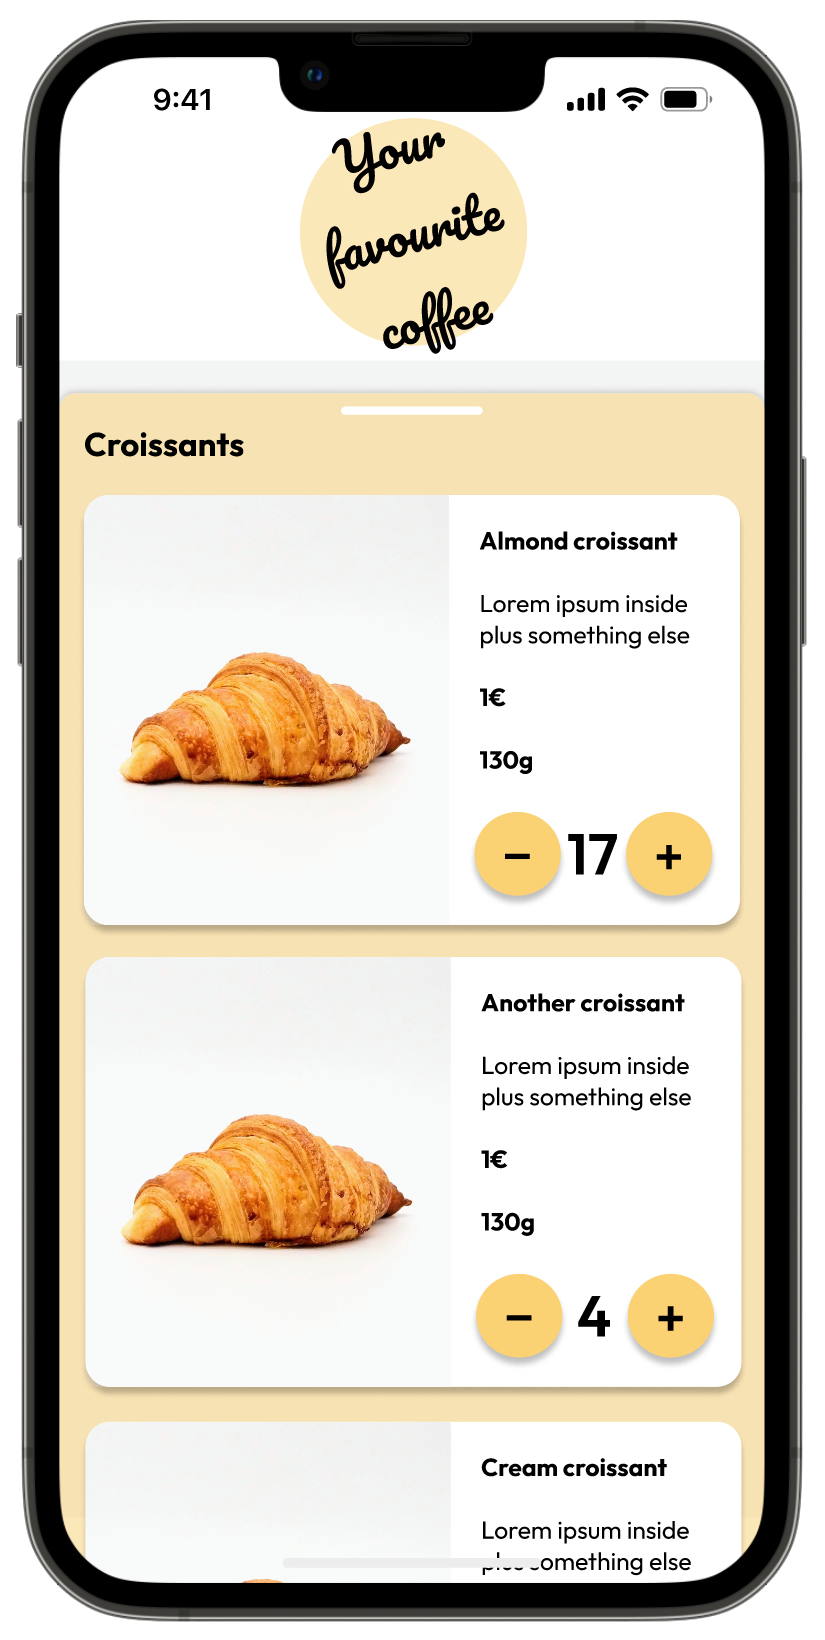 9:41
Your
favourite
coffee
Croissants
Almond croissant
Lorem ipsum inside
plus something else
1€
130g
− 17 +
Another croissant
Lorem ipsum inside
plus something else
1€
130g
− 4 +
Cream croissant
Lorem ipsum inside
plus something else